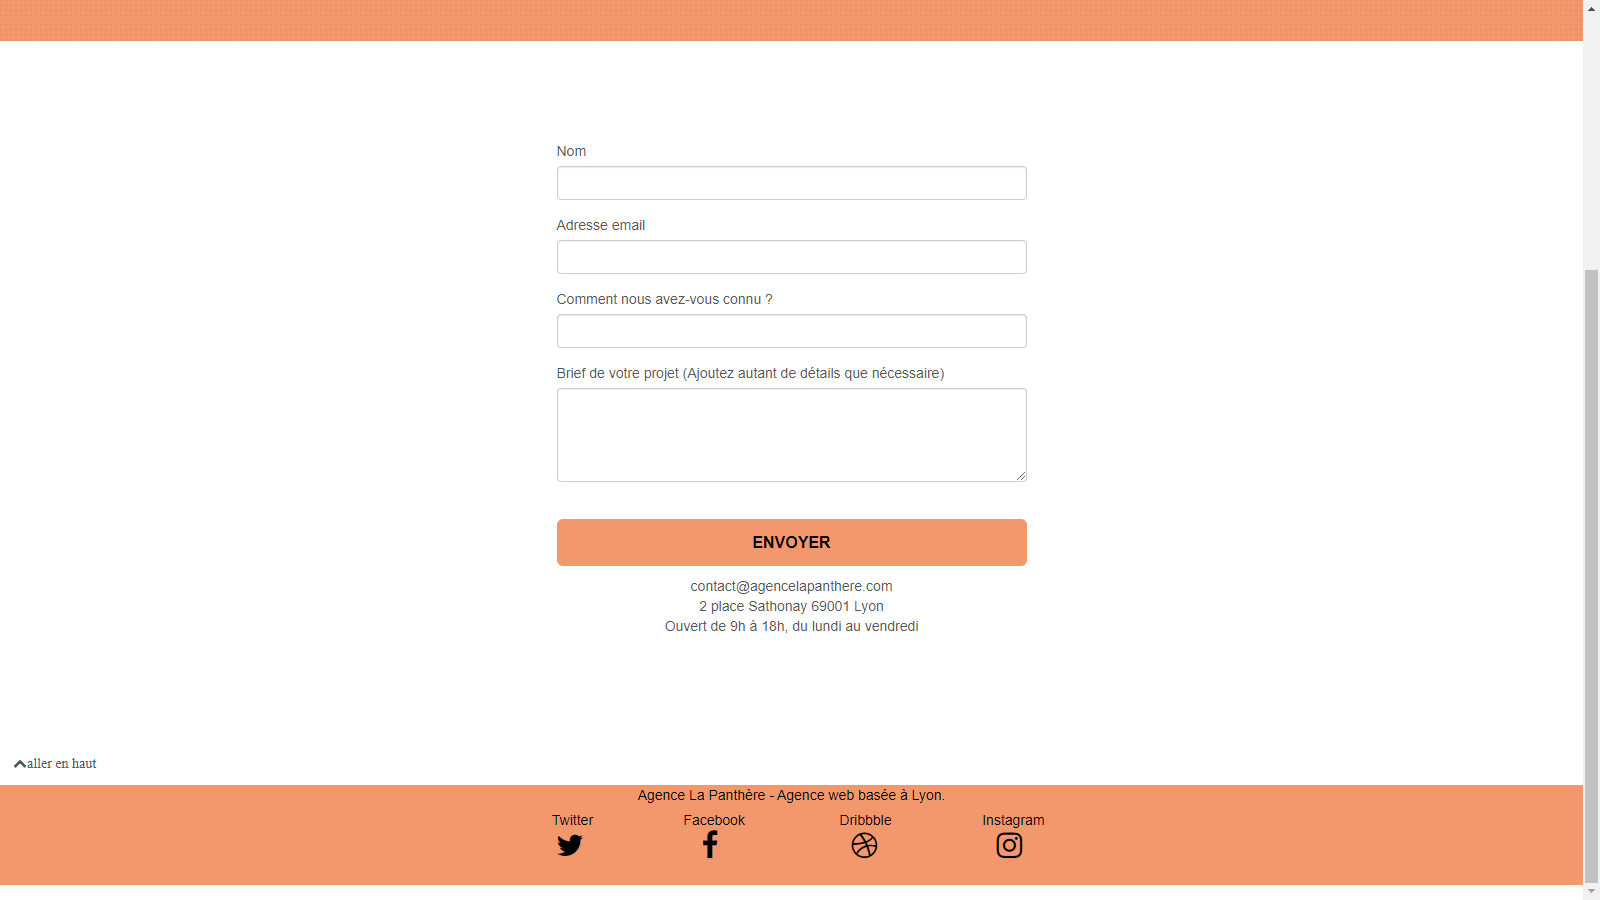 Nom
Adresse email
Comment nous avez-vous connu ?
Brief de votre projet (Ajoutez autant de détails que nécessaire)
ENVOYER
contact@agencelapanthere.com
2 place Sathonay 69001 Lyon
Ouvert de 9h à 18h, du lundi au vendredi
aller en haut
Agence La Panthère - Agence web basée à Lyon.
Twitter Facebook Dribbble Instagram